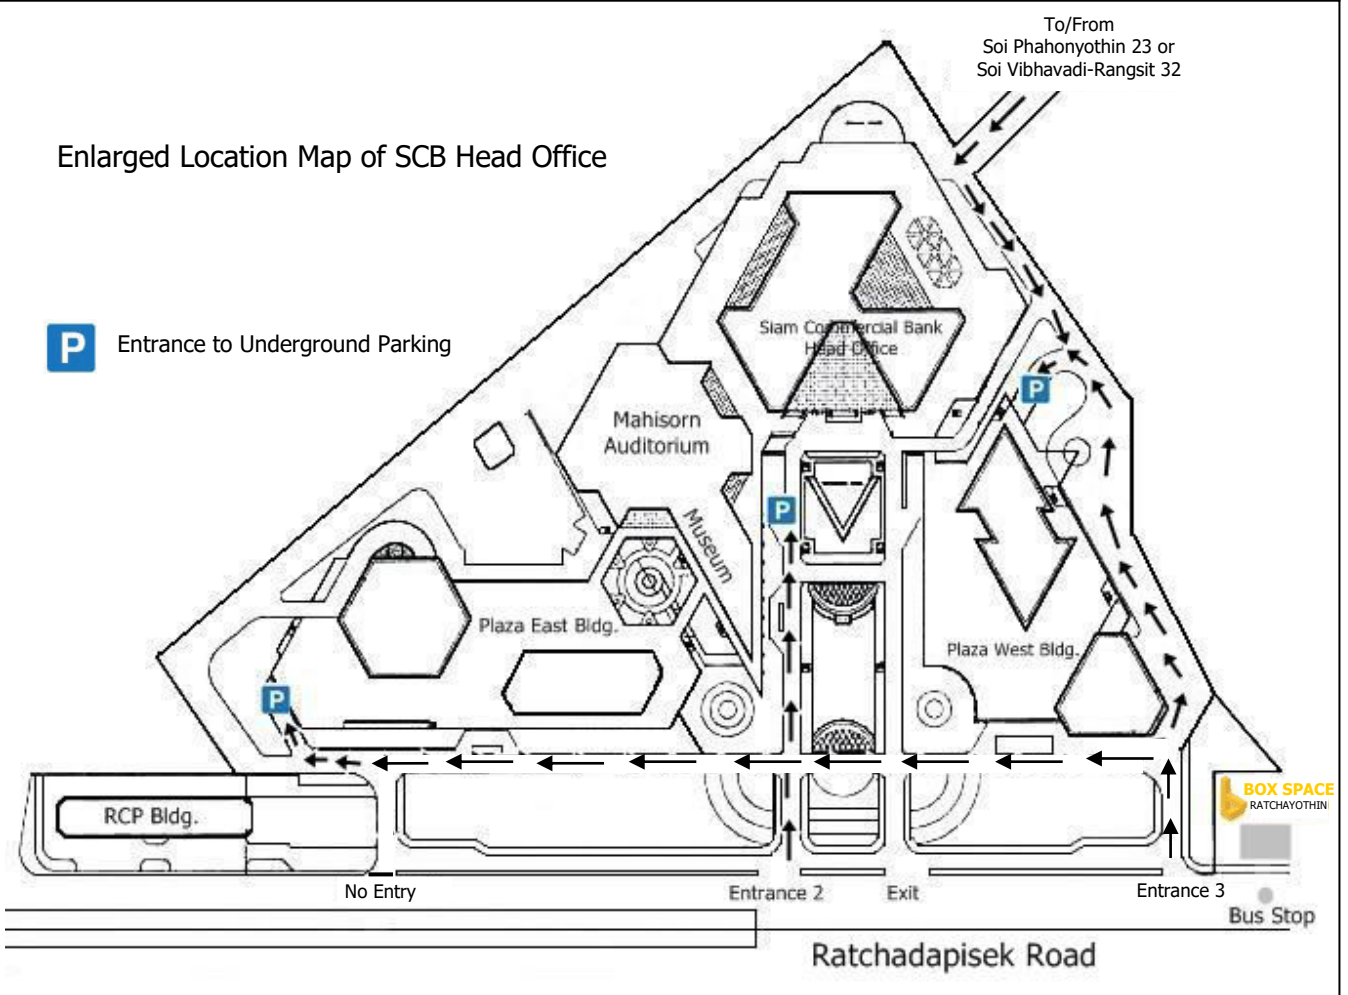 To/From
Soi Phahonyothin 23 or
Soi Vibhavadi-Rangsit 32
Enlarged Location Map of SCB Head Office
P Entrance to Underground Parking
Siam Commercial Bank
Head Office
P
Mahisorn
Auditorium
P
Museum
Plaza East Bldg.
Plaza West Bldg.
P
BOX SPACE
RATCHAYOTHIN
RCP Bldg.
No Entry
Entrance 2
Exit
Entrance 3
Bus Stop
Ratchadapisek Road